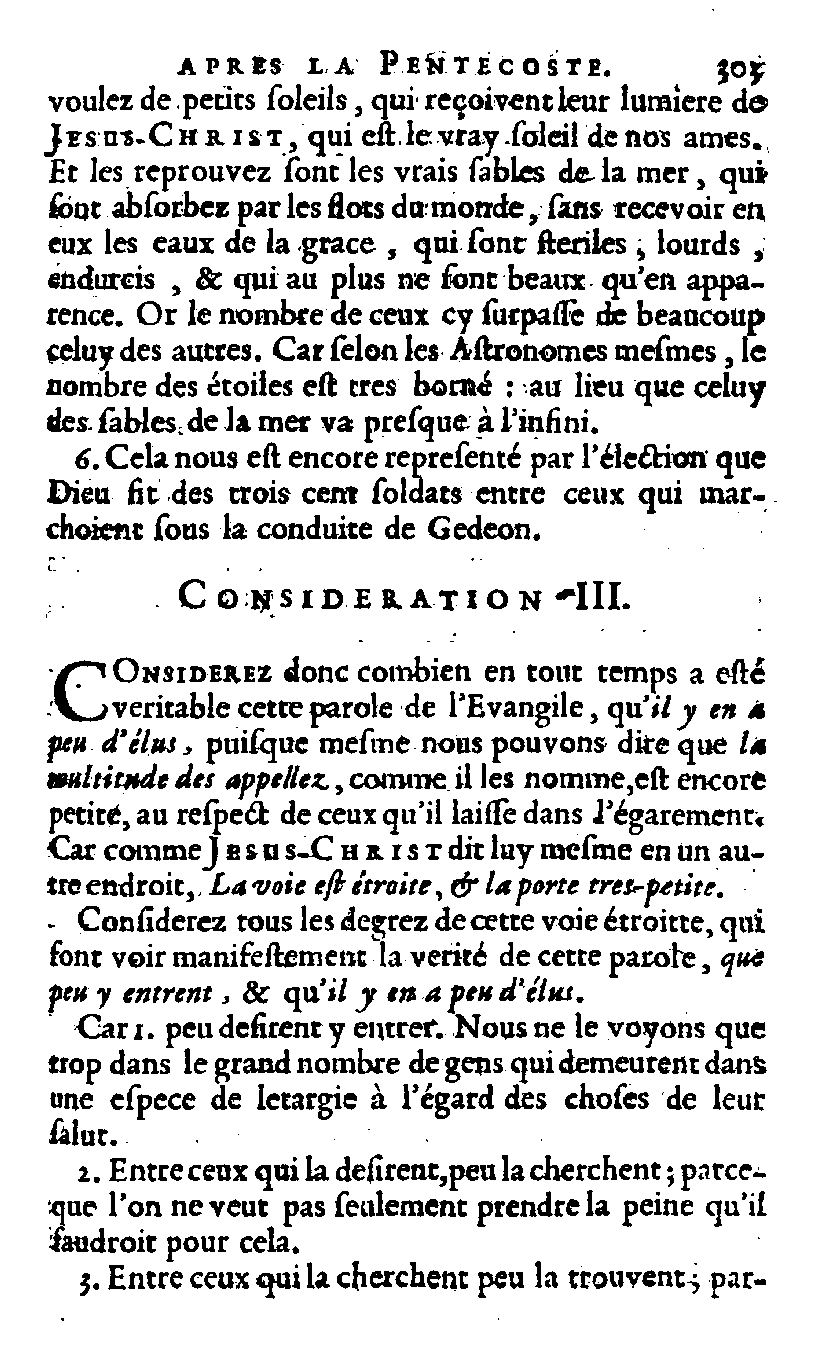 APRES LA PENTECOSTE. 305
voulez de petits ſoleils, qui reçoivent leur lumiere de
JESUS-CHRIST, qui eſt le vray ſoleil de nos ames.
Et les reprouvez ſont les vrais ſables de la mer, qui
ſont abſorbez par les flots du monde, ſans recevoir en
eux les eaux de la grace, qui ſont ſteriles, lourds,
endurcis, & qui au plus ne ſont beaux qu'en appa-
rence. Or le nombre de ceux cy ſurpaſſe de beaucoup
celuy des autres. Car ſelon les Aſtronomes meſmes, le
nombre des étoiles eſt tres borné : au lieu que celuy
des ſables de la mer va preſque à l'infini.
6. Cela nous eſt encore repreſenté par l'élection que
Dieu fit des trois cent ſoldats entre ceux qui mar-
choient ſous la conduite de Gedeon.
CONSIDERATION III.
CONSIDEREZ donc combien en tout temps a eſté
veritable cette parole de l'Evangile, qu'il y en a
peu d'élus, puiſque meſme nous pouvons dire que la
multitude des appellez, comme il les nomme, eſt encore
petite, au reſpect de ceux qu'il laiſſe dans l'égarement.
Car comme JESUS-CHRIST dit luy meſme en un au-
tre endroit, La voie eſt étroite, & la porte tres-petite.
Conſiderez tous les degrez de cette voie étroitte, qui
font voir manifeſtement la verité de cette parole, que
peu y entrent, & qu'il y en a peu d'élus.
Car 1. peu deſirent y entrer. Nous ne le voyons que
trop dans le grand nombre de gens qui demeurent dans
une eſpece de letargie à l'égard des choſes de leur
ſalut.
2. Entre ceux qui la deſirent, peu la cherchent ; parce-
que l'on ne veut pas ſeulement prendre la peine qu'il
faudroit pour cela.
3. Entre ceux qui la cherchent peu la trouvent ; par-